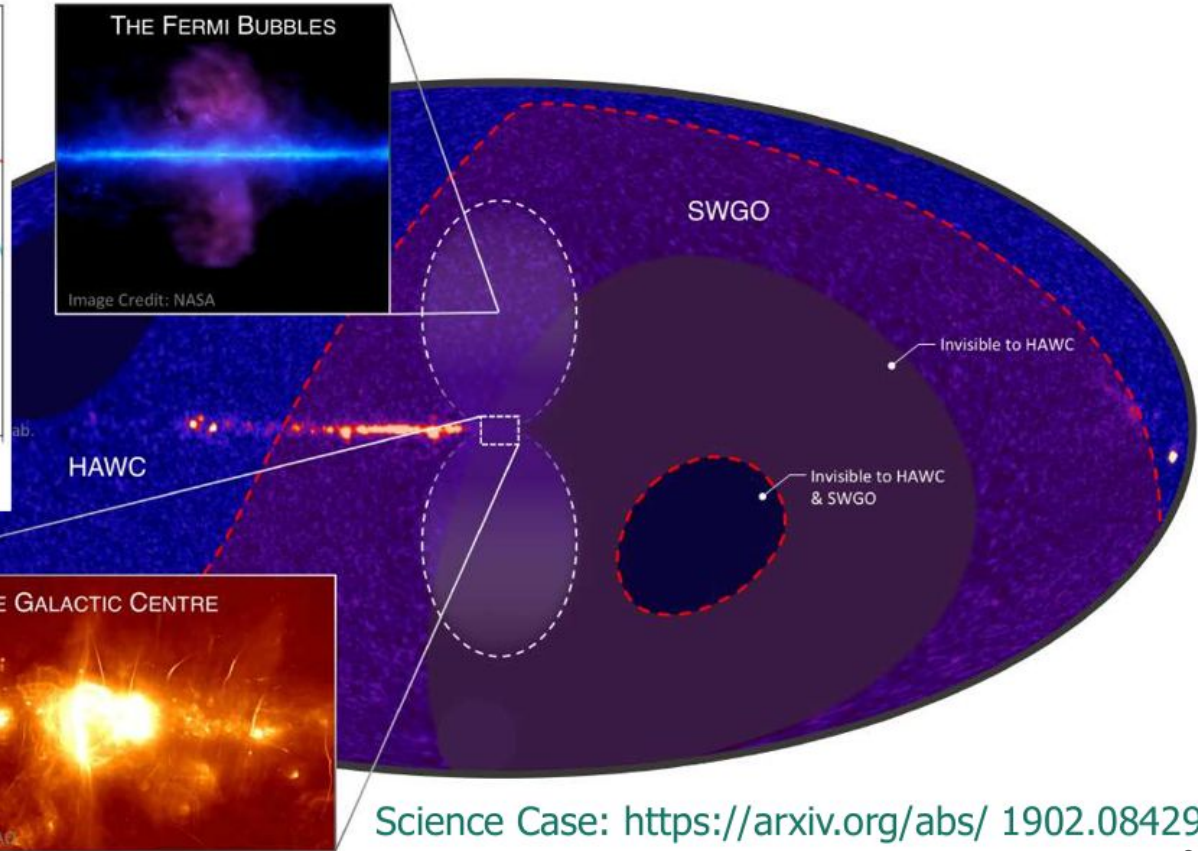 THE FERMI BUBBLES
Image Credit: NASA
SWGO
Invisible to HAWC
ab.
HAWC
Invisible to HAWC
& SWGO
E GALACTIC CENTRE
Science Case: https://arxiv.org/abs/ 1902.08429